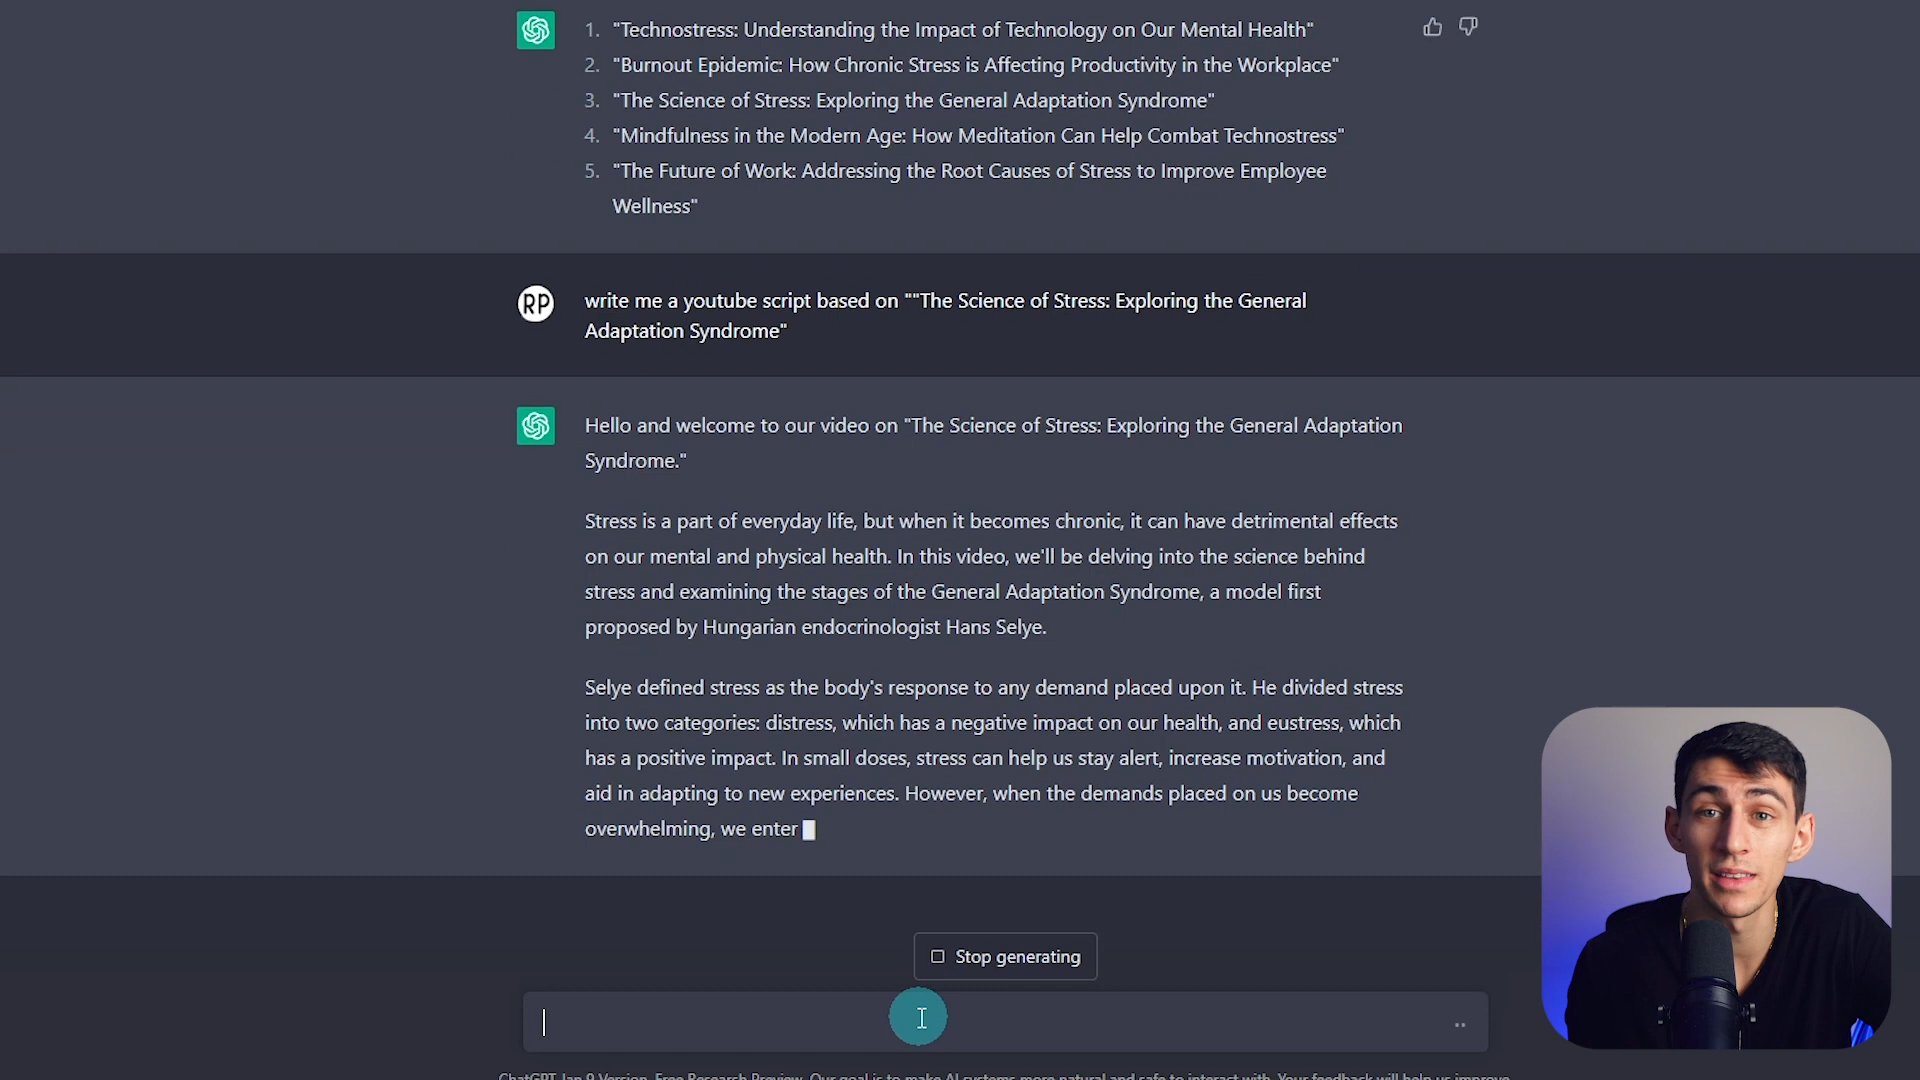 1. "Technostress: Understanding the Impact of Technology on Our Mental Health"
2. "Burnout Epidemic: How Chronic Stress is Affecting Productivity in the Workplace"
3. "The Science of Stress: Exploring the General Adaptation Syndrome"
4. "Mindfulness in the Modern Age: How Meditation Can Help Combat Technostress"
5. "The Future of Work: Addressing the Root Causes of Stress to Improve Employee
Wellness"
RP
write me a youtube script based on ""The Science of Stress: Exploring the General
Adaptation Syndrome"
Hello and welcome to our video on "The Science of Stress: Exploring the General Adaptation
Syndrome."
Stress is a part of everyday life, but when it becomes chronic, it can have detrimental effects
on our mental and physical health. In this video, we'll be delving into the science behind
stress and examining the stages of the General Adaptation Syndrome, a model first
proposed by Hungarian endocrinologist Hans Selye.
Selye defined stress as the body's response to any demand placed upon it. He divided stress
into two categories: distress, which has a negative impact on our health, and eustress, which
has a positive impact. In small doses, stress can help us stay alert, increase motivation, and
aid in adapting to new experiences. However, when the demands placed on us become
overwhelming, we enter
Stop generating
ChatGPT Jan 9 Version. Free Research Preview. Our goal is to make AI systems more natural and safe to interact with. Your feedback will help us improve.